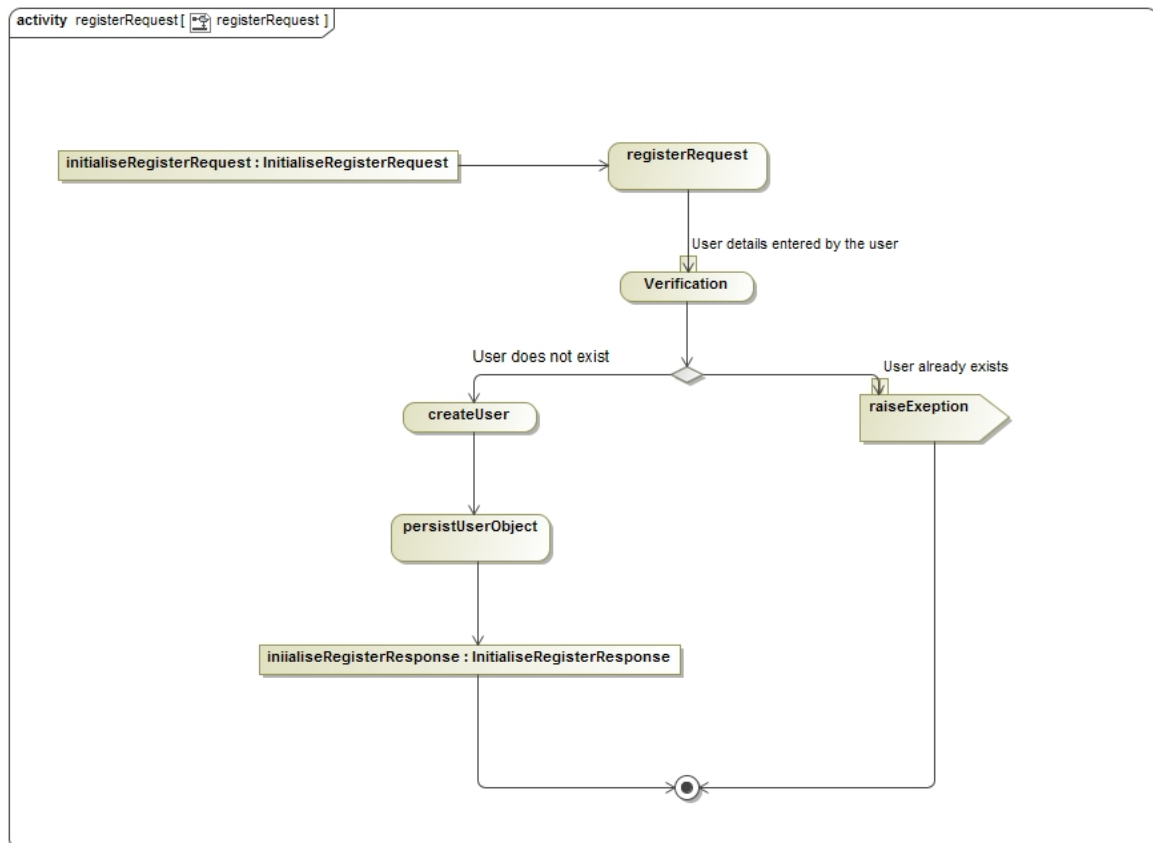 activity registerRequest [ registerRequest ]
initialiseRegisterRequest : InitialiseRegisterRequest
registerRequest
User details entered by the user
Verification
User does not exist
User already exists
createUser
raiseExeption
persistUserObject
iniialiseRegisterResponse : InitialiseRegisterResponse